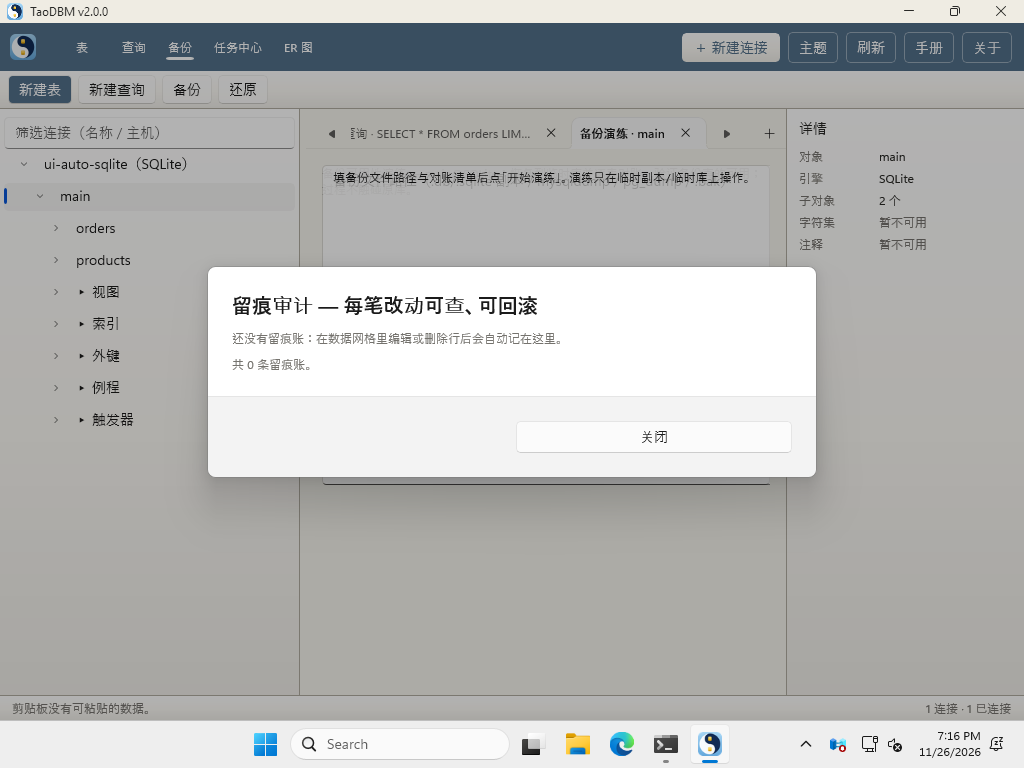 TaoDBM v2.0.0
表
查询
备份
任务中心
ER 图
+ 新建连接
主题
刷新
手册
关于
新建表
新建查询
备份
还原
筛选连接（名称 / 主机）
ui-auto-sqlite（SQLite）
main
orders
products
视图
索引
外键
例程
触发器
询 · SELECT * FROM orders LIM...
备份演练 · main
填备份文件路径与对账清单后点「开始演练」。演练只在临时副本/临时库上操作。
详情
对象 main
引擎 SQLite
子对象 2 个
字符集 暂不可用
注释 暂不可用
留痕审计 — 每笔改动可查、可回滚
还没有留痕账：在数据网格里编辑或删除行后会自动记在这里。
共 0 条留痕账。
关闭
剪贴板没有可粘贴的数据。
1 连接 · 1 已连接
Search
7:16 PM
11/26/2026